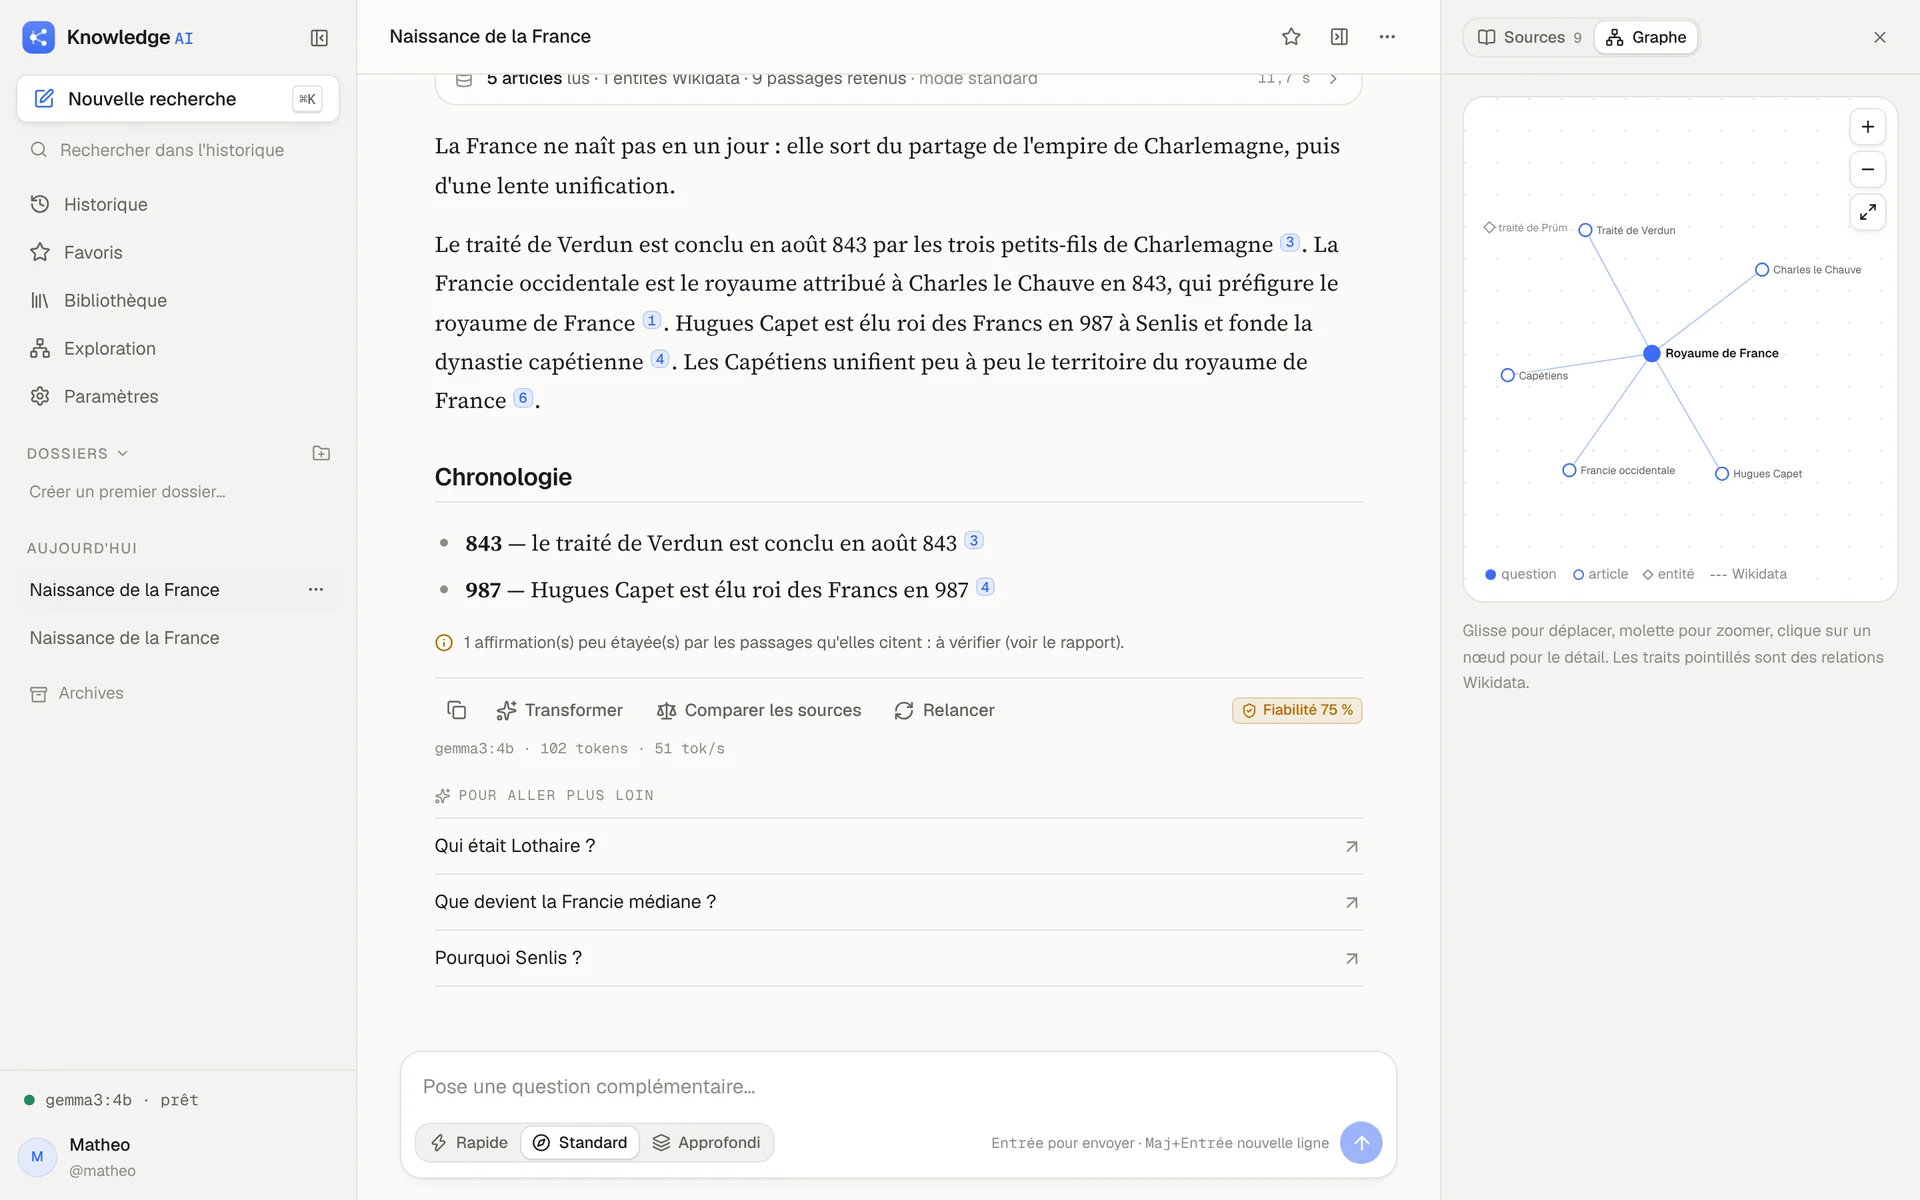 Knowledge AI
Nouvelle recherche ⌘K
Rechercher dans l'historique
Historique
Favoris
Bibliothèque
Exploration
Paramètres
DOSSIERS
Créer un premier dossier...
AUJOURD'HUI
Naissance de la France
Naissance de la France
Archives
gemma3:4b · prêt
M
Matheo
@matheo
Naissance de la France
5 articles lus · 1 entités Wikidata · 9 passages retenus · mode standard 11,7 s
La France ne naît pas en un jour : elle sort du partage de l'empire de Charlemagne, puis
d'une lente unification.
Le traité de Verdun est conclu en août 843 par les trois petits-fils de Charlemagne 3. La
Francie occidentale est le royaume attribué à Charles le Chauve en 843, qui préfigure le
royaume de France 1. Hugues Capet est élu roi des Francs en 987 à Senlis et fonde la
dynastie capétienne 4. Les Capétiens unifient peu à peu le territoire du royaume de
France 6.
Chronologie
843 — le traité de Verdun est conclu en août 843 3
987 — Hugues Capet est élu roi des Francs en 987 4
1 affirmation(s) peu étayée(s) par les passages qu'elles citent : à vérifier (voir le rapport).
Transformer
Comparer les sources
Relancer
Fiabilité 75 %
gemma3:4b · 102 tokens · 51 tok/s
POUR ALLER PLUS LOIN
Qui était Lothaire ?
Que devient la Francie médiane ?
Pourquoi Senlis ?
Pose une question complémentaire...
Rapide
Standard
Approfondi
Entrée pour envoyer · Maj+Entrée nouvelle ligne
Sources 9
Graphe
traité de Prüm
Traité de Verdun
Charles le Chauve
Royaume de France
Capétiens
Francie occidentale
Hugues Capet
question
article
entité
--- Wikidata
Glisse pour déplacer, molette pour zoomer, clique sur un
nœud pour le détail. Les traits pointillés sont des relations
Wikidata.